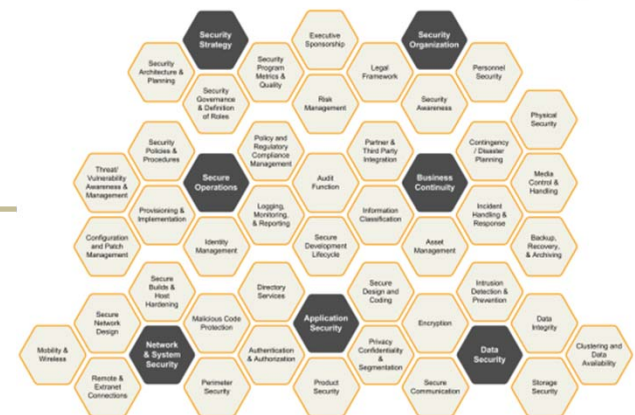 Security
Strategy
Executive
Sponsorship
Security
Organization
Security
Architecture &
Planning
Security
Program
Metrics &
Quality
Legal
Framework
Personnel
Security
Security
Governance
& Definition
of Roles
Risk
Management
Security
Awareness
Physical
Security
Security
Policies &
Procedures
Policy and
Regulatory
Compliance
Management
Partner &
Third Party
Integration
Contingency
/ Disaster
Planning
Threat/
Vulnerability
Awareness &
Management
Secure
Operations
Audit
Function
Business
Continuity
Media
Control &
Handling
Provisioning &
Implementation
Logging,
Monitoring,
& Reporting
Information
Classification
Incident
Handling &
Response
Configuration
and Patch
Management
Identity
Management
Secure
Development
Lifecycle
Asset
Management
Backup,
Recovery,
& Archiving
Secure
Builds &
Host
Hardening
Directory
Services
Secure
Design and
Coding
Intrusion
Detection &
Prevention
Secure
Network
Design
Malicious Code
Protection
Application
Security
Encryption
Data
Integrity
Mobility &
Wireless
Network
& System
Security
Authentication
& Authorization
Privacy
Confidentiality
&
Segmentation
Data
Security
Clustering and
Data
Availability
Remote &
Extranet
Connections
Perimeter
Security
Product
Security
Secure
Communication
Storage
Security